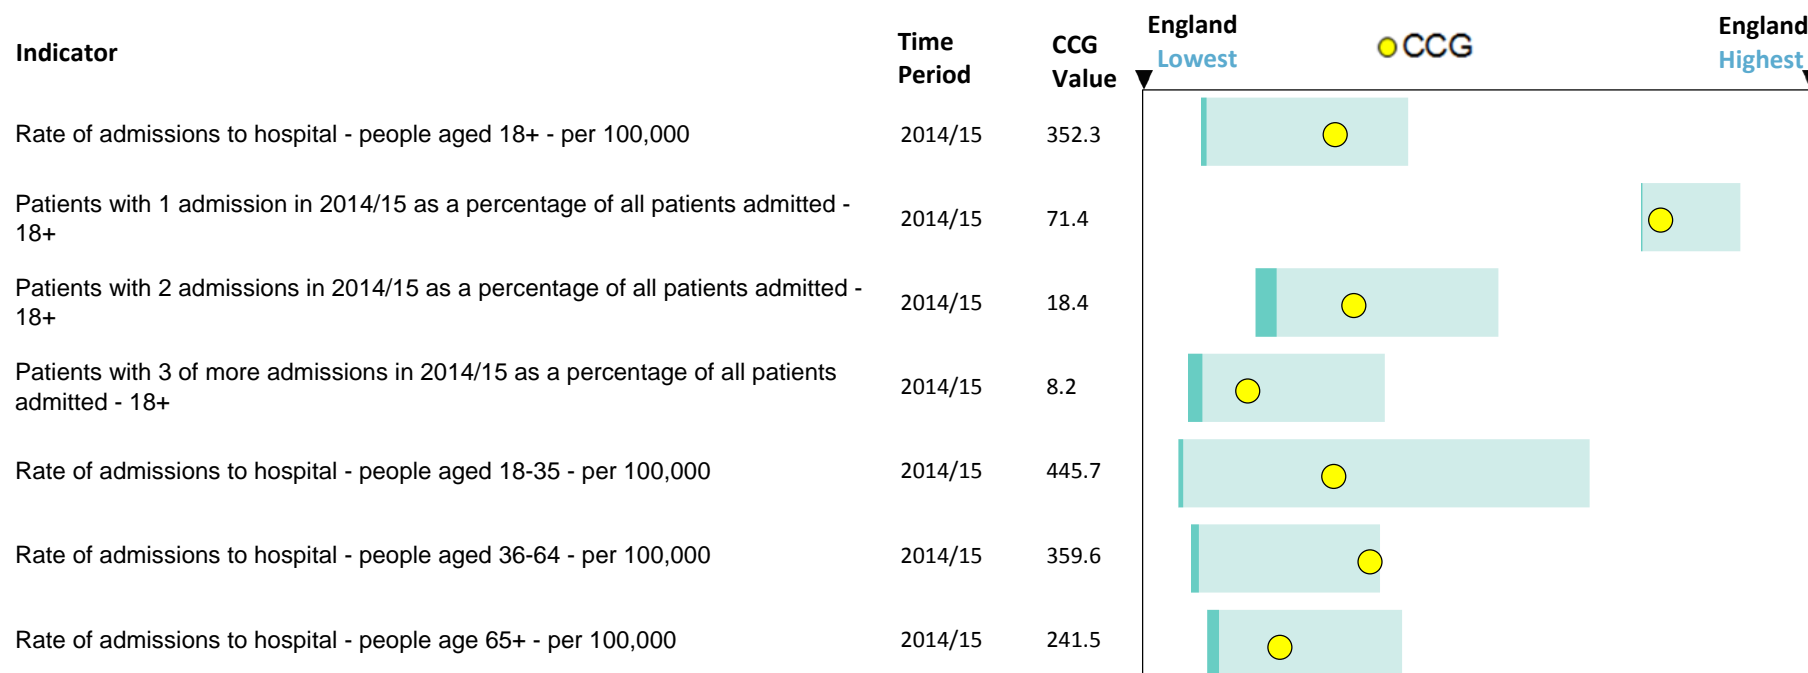 Indicator
Time Period
CCG Value
England Lowest
CCG
England Highest
Rate of admissions to hospital - people aged 18+ - per 100,000 2014/15 352.3
Patients with 1 admission in 2014/15 as a percentage of all patients admitted -
18+
2014/15 71.4
Patients with 2 admissions in 2014/15 as a percentage of all patients admitted -
18+
2014/15 18.4
Patients with 3 of more admissions in 2014/15 as a percentage of all patients
admitted - 18+
2014/15 8.2
Rate of admissions to hospital - people aged 18-35 - per 100,000 2014/15 445.7
Rate of admissions to hospital - people aged 36-64 - per 100,000 2014/15 359.6
Rate of admissions to hospital - people age 65+ - per 100,000 2014/15 241.5